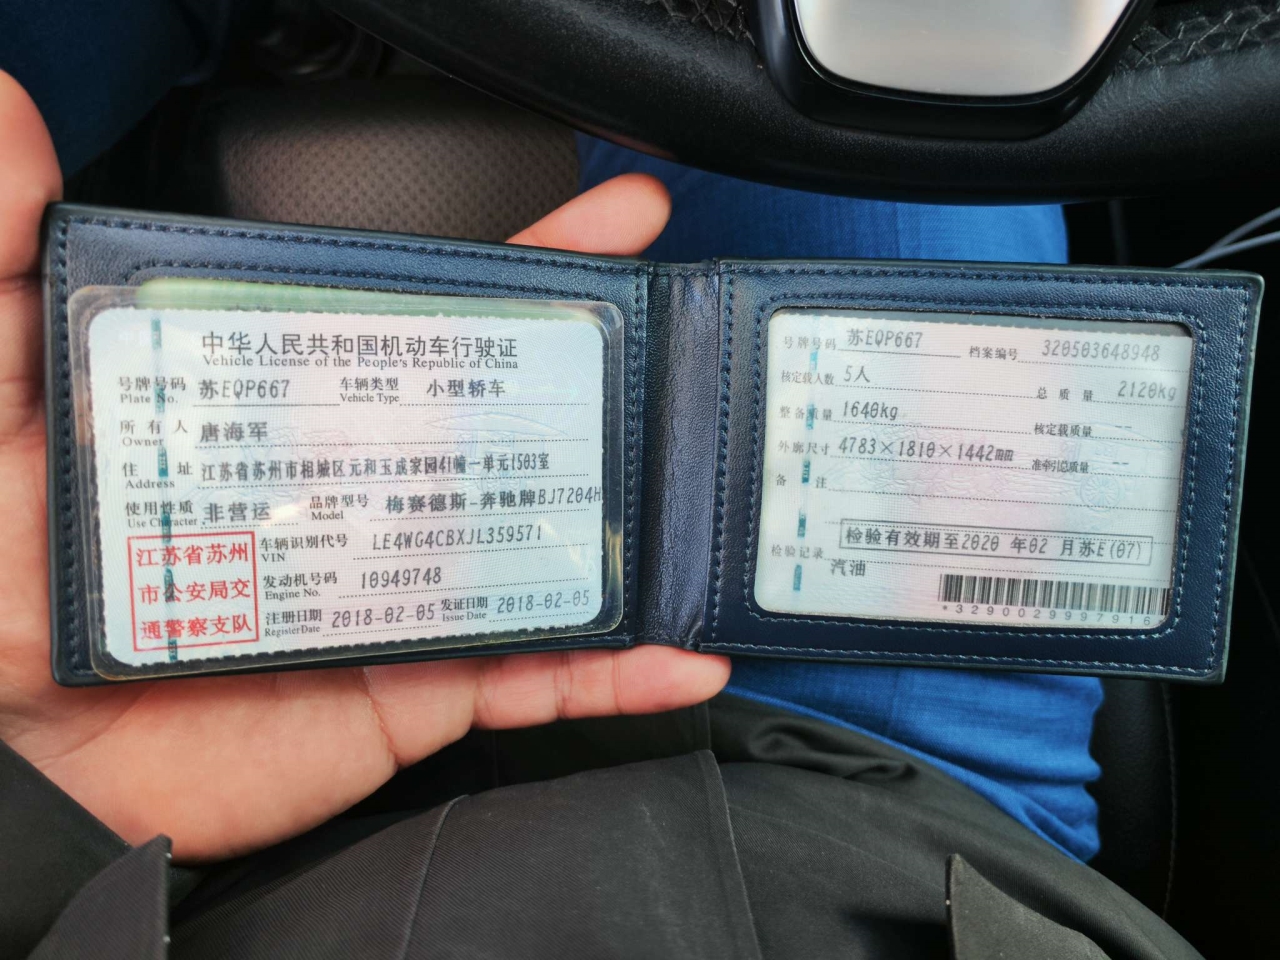 中华人民共和国机动车行驶证
Vehicle License of the People's Republic of China
号牌号码 苏EQP667 车辆类型 小型轿车
Plate No. Vehicle Type
所有人 唐海军
Owner
住址 江苏省苏州市相城区元和玉成家园41幢一单元1503室
Address
使用性质 非营运 品牌型号 梅赛德斯-奔驰牌BJ7204H
Use Character Model
江苏省苏州
市公安局交
通警察支队
车辆识别代号 LE4WG4CBXJL359571
VIN
发动机号码 10949748
Engine No.
注册日期 2018-02-05 发证日期 2018-02-05
Register Date Issue Date
号牌号码 苏EQP667 档案编号 320503648948
核定载人数 5人 总质量 2120kg
整备质量 1640kg 核定载质量 --
外廓尺寸 4783×1810×1442mm 准牵引总质量 --
备注
检验有效期至2020 年02 月苏E(07)
检验记录
汽油
*3290029997916